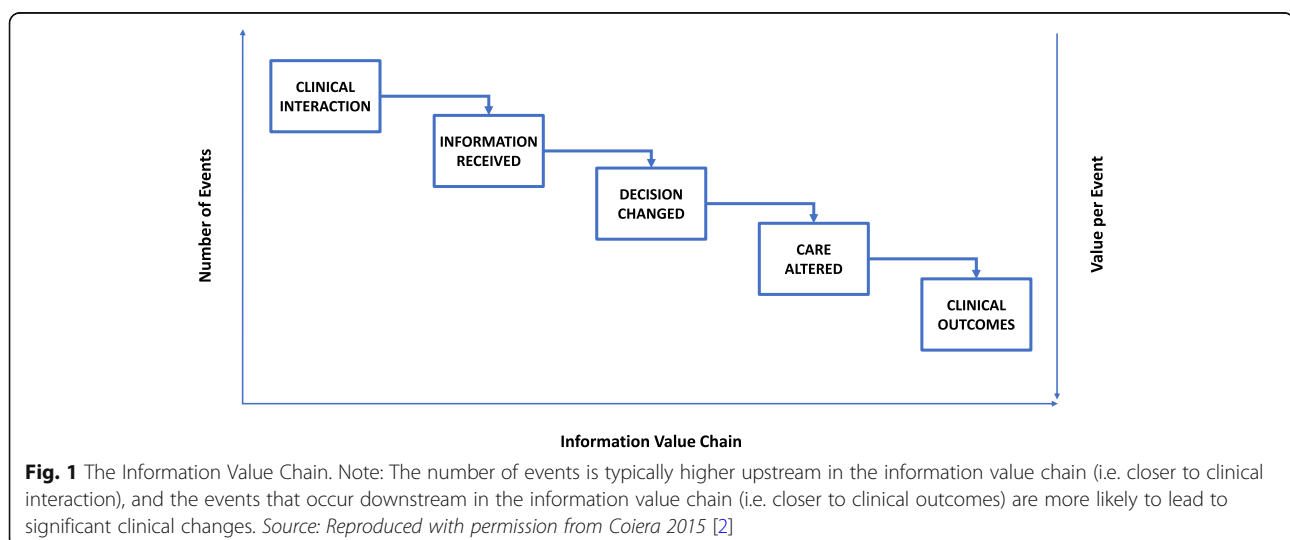 CLINICAL
INTERACTION
INFORMATION
RECEIVED
DECISION
CHANGED
CARE
ALTERED
CLINICAL
OUTCOMES
Number of Events
Value per Event
Information Value Chain
Fig. 1 The Information Value Chain. Note: The number of events is typically higher upstream in the information value chain (i.e. closer to clinical
interaction), and the events that occur downstream in the information value chain (i.e. closer to clinical outcomes) are more likely to lead to
significant clinical changes. Source: Reproduced with permission from Coiera 2015 [2]